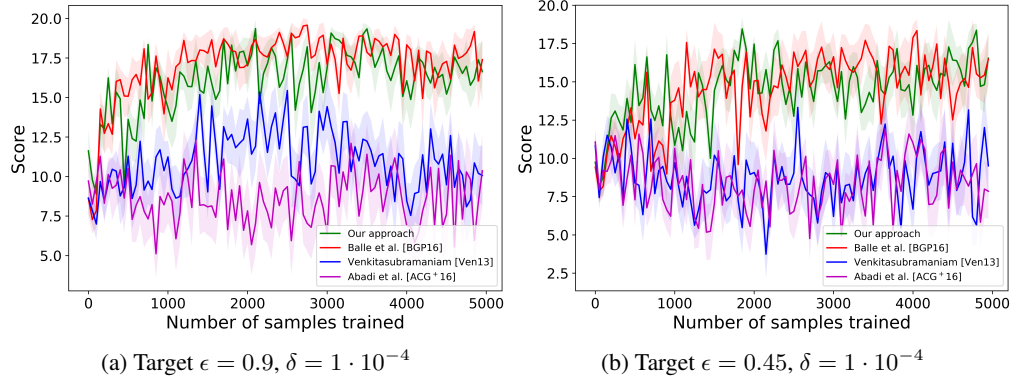 20.0
17.5
15.0
12.5
10.0
7.5
5.0
Score
0
1000
2000
3000
4000
5000
Number of samples trained
Our approach
Balle et al. [BGP16]
Venkitasubramaniam [Ven13]
Abadi et al. [ACG⁺16]
(a) Target ϵ = 0.9, δ = 1 · 10⁻⁴
20.0
17.5
15.0
12.5
10.0
7.5
5.0
2.5
Score
0
1000
2000
3000
4000
5000
Number of samples trained
Our approach
Balle et al. [BGP16]
Venkitasubramaniam [Ven13]
Abadi et al. [ACG⁺16]
(b) Target ϵ = 0.45, δ = 1 · 10⁻⁴